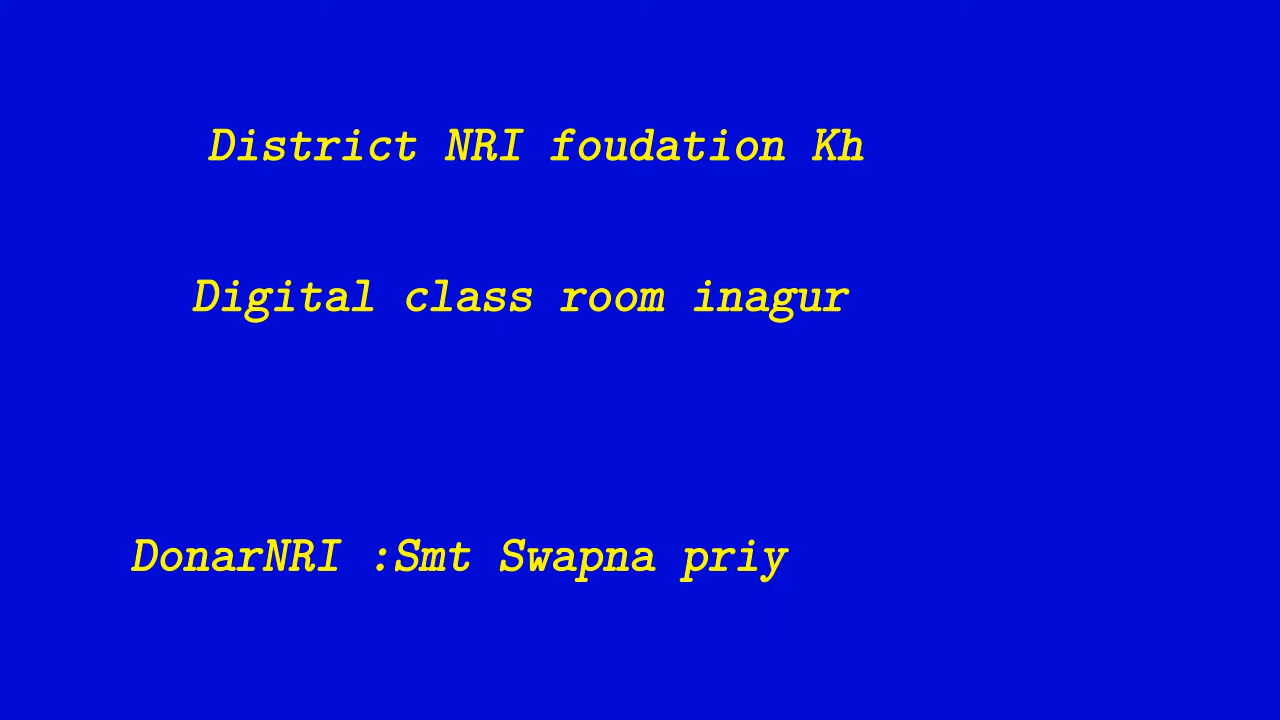 District NRI foudation Kh
Digital class room inagur
DonarNRI :Smt Swapna priy